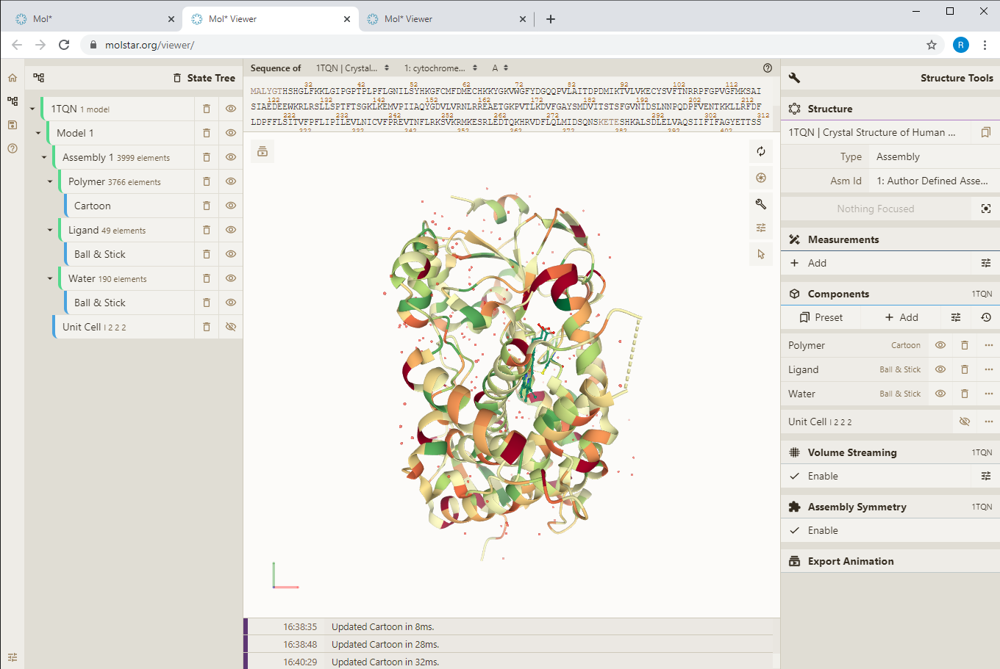 Mol*
Mol* Viewer
Mol* Viewer
molstar.org/viewer/
R
State Tree
1TQN 1 model
Model 1
Assembly 1 3999 elements
Polymer 3766 elements
Cartoon
Ligand 49 elements
Ball & Stick
Water 190 elements
Ball & Stick
Unit Cell I 2 2 2
Sequence of 1TQN | Crystal... 1: cytochrome... A
32 42 52 62 72 82 92 102 112
MALYGTHSHGLFKKLGIPGPTPLPFLGNILSYHKGFCMFDMECHKKYGKVWGFYDGQQPVLAITDPDMIKTVLVKECYSVFTNRRPFGPVGFMKSAI
122 132 142 152 162 172 182 192 202 212
SIAEDEEWKRLRSLLSPTFTSGKLKEMVPIIAQYGDVLVRNLRREAETGKPVTLKDVFGAYSMDVITSTSFGVNIDSLNNPQDPFVENTKKLLRFDF
222 232 242 252 262 272 282 292 302 312
LDPFFLSITVFPFLIPILEVLNICVFPREVTNFLRKSVKRMKESRLEDTQKHRVDFLQLMIDSQNSKETESHKALSDLELVAQSIIFIFAGYETTSS
16:38:35 Updated Cartoon in 8ms.
16:38:48 Updated Cartoon in 28ms.
16:40:29 Updated Cartoon in 32ms.
Structure Tools
Structure
1TQN | Crystal Structure of Human ...
Type Assembly
Asm Id 1: Author Defined Asse...
Nothing Focused
Measurements
Add
Components 1TQN
Preset Add
Polymer Cartoon
Ligand Ball & Stick
Water Ball & Stick
Unit Cell I 2 2 2
Volume Streaming 1TQN
Enable
Assembly Symmetry 1TQN
Enable
Export Animation